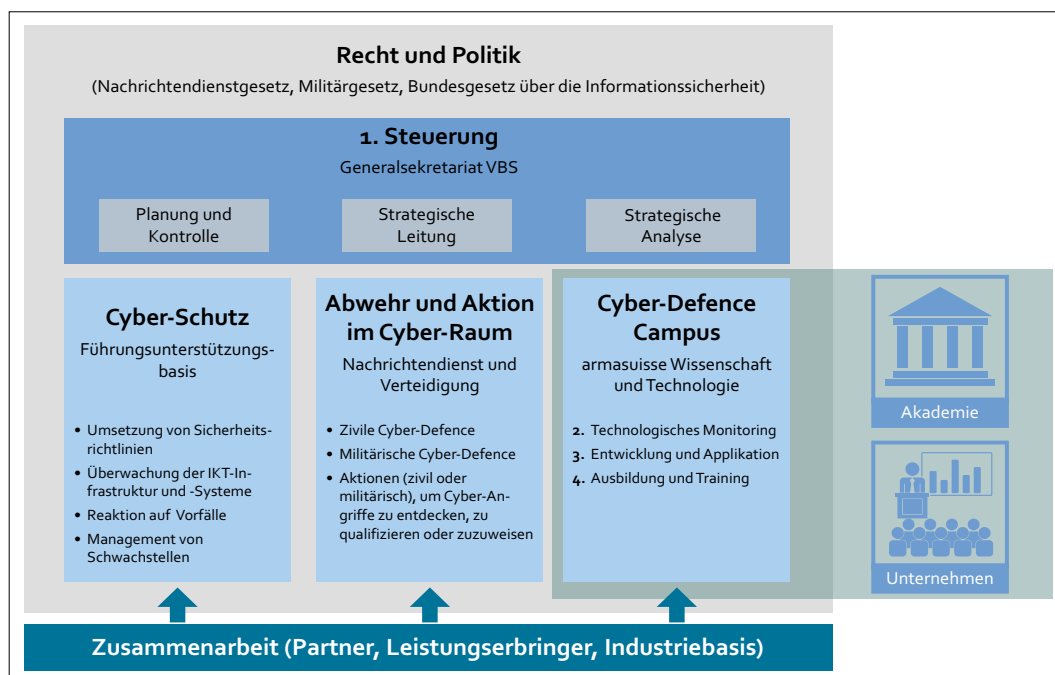 Recht und Politik
(Nachrichtendienstgesetz, Militärgesetz, Bundesgesetz über die Informationssicherheit)
1. Steuerung
Generalsekretariat VBS
Planung und
Kontrolle
Strategische
Leitung
Strategische
Analyse
Cyber-Schutz
Führungsunterstützungs-
basis
• Umsetzung von Sicherheits-
richtlinien
• Überwachung der IKT-In-
frastruktur und -Systeme
• Reaktion auf Vorfälle
• Management von
Schwachstellen
Abwehr und Aktion
im Cyber-Raum
Nachrichtendienst und
Verteidigung
• Zivile Cyber-Defence
• Militärische Cyber-Defence
• Aktionen (zivil oder
militärisch), um Cyber-An-
griffe zu entdecken, zu
qualifizieren oder zuzuweisen
Cyber-Defence
Campus
armasuisse Wissenschaft
und Technologie
2. Technologisches Monitoring
3. Entwicklung und Applikation
4. Ausbildung und Training
Akademie
Unternehmen
Zusammenarbeit (Partner, Leistungserbringer, Industriebasis)